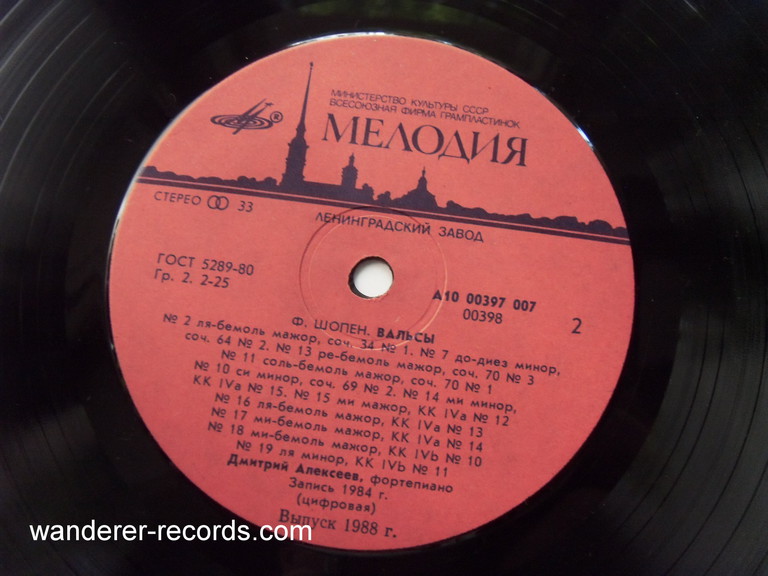 МИНИСТЕРСТВО КУЛЬТУРЫ СССР
ВСЕСОЮЗНАЯ ФИРМА ГРАМПЛАСТИНОК
МЕЛОДИЯ
®
СТЕРЕО 33
ЛЕНИНГРАДСКИЙ ЗАВОД
ГОСТ 5289-80
Гр. 2. 2-25
А10 00397 007
00398
2
Ф. ШОПЕН. ВАЛЬСЫ
№ 2 ля-бемоль мажор, соч. 34 № 1. № 7 до-диез минор,
соч. 64 № 2. № 13 ре-бемоль мажор, соч. 70 № 3
№ 11 соль-бемоль мажор, соч. 70 № 1
№ 10 си минор, соч. 69 № 2. № 14 ми минор,
KK IVa № 15. № 15 ми мажор, KK IVa № 12
№ 16 ля-бемоль мажор, KK IVa № 13
№ 17 ми-бемоль мажор, KK IVa № 14
№ 18 ми-бемоль мажор, KK IVb № 10
№ 19 ля минор, KK IVb № 11
Дмитрий Алексеев, фортепиано
Запись 1984 г.
(цифровая)
Выпуск 1988 г.
wanderer-records.com